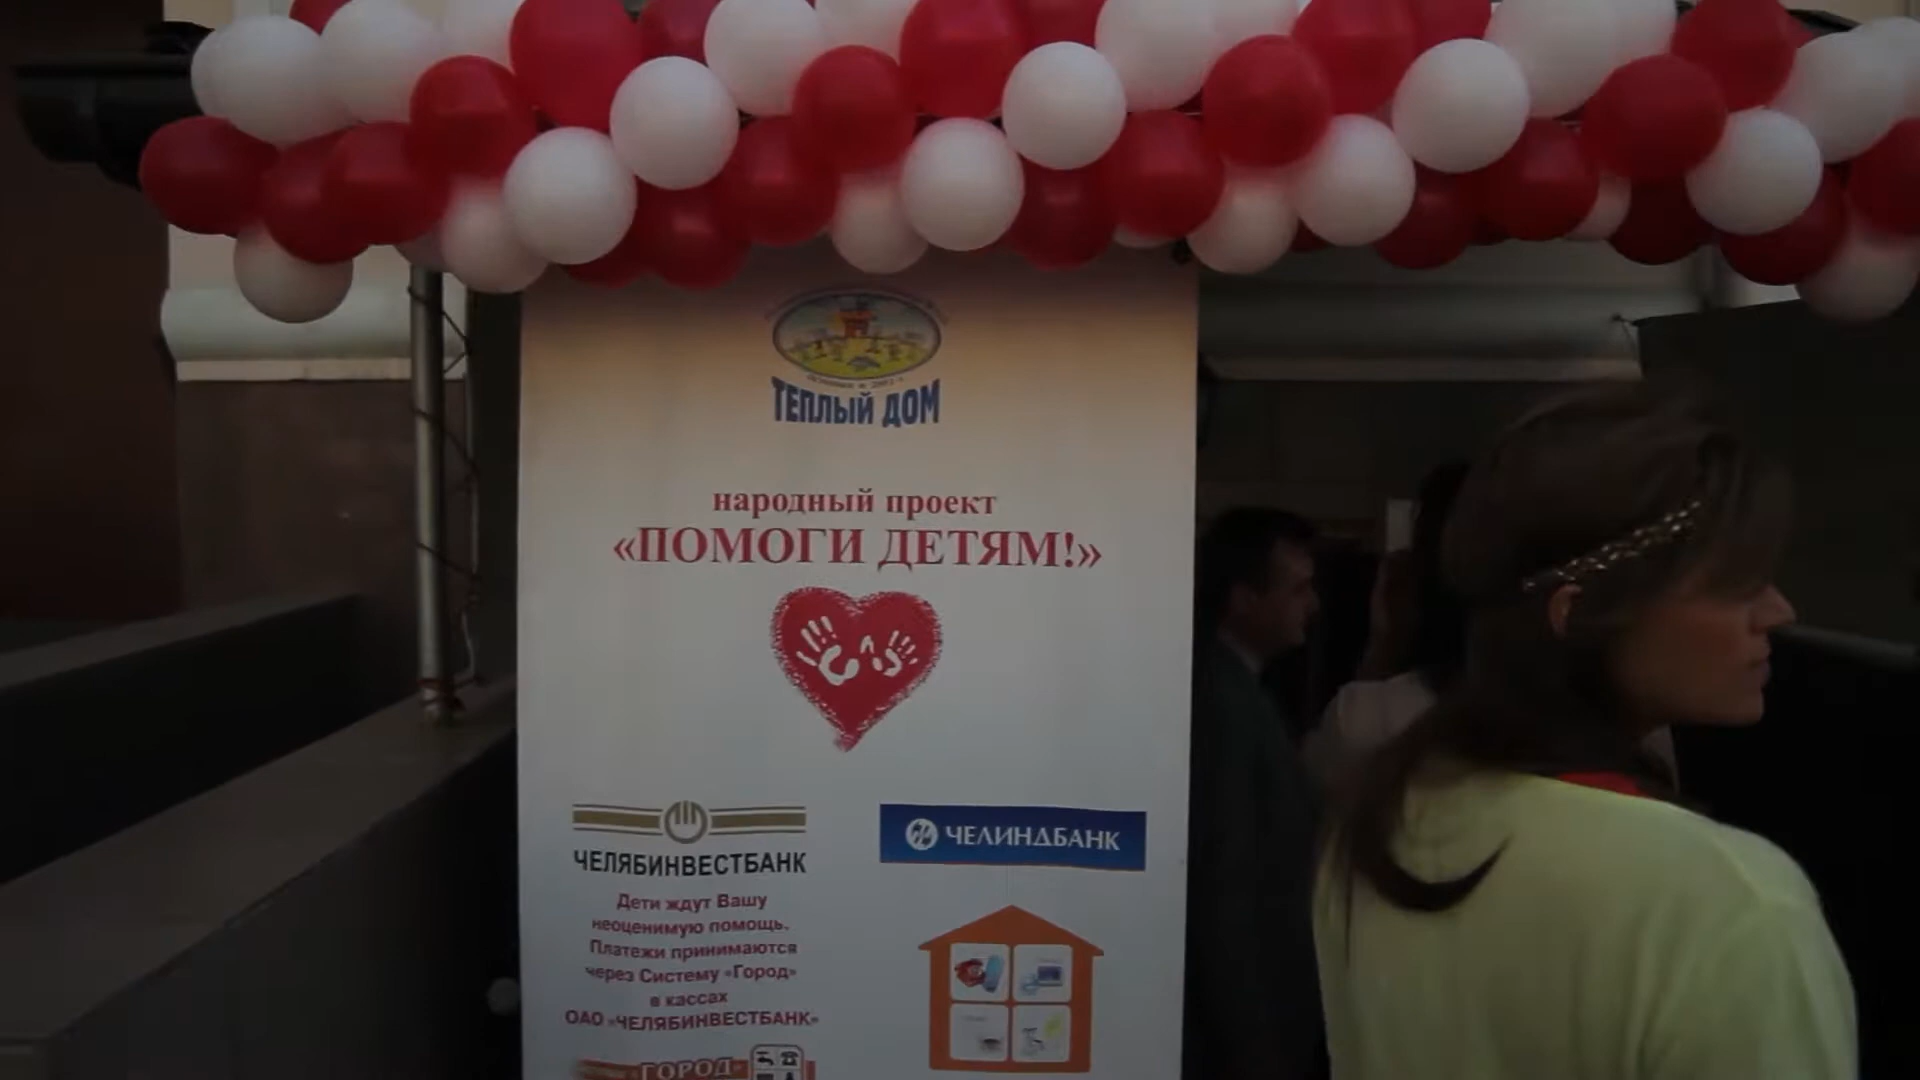 ТЕПЛЫЙ ДОМ
народный проект
«ПОМОГИ ДЕТЯМ!»
ЧЕЛЯБИНВЕСТБАНК
Дети ждут Вашу
неоценимую помощь.
Платежи принимаются
через Систему «Город»
в кассах
ОАО «ЧЕЛЯБИНВЕСТБАНК»
ГОРОД
ЧЕЛИНДБАНК